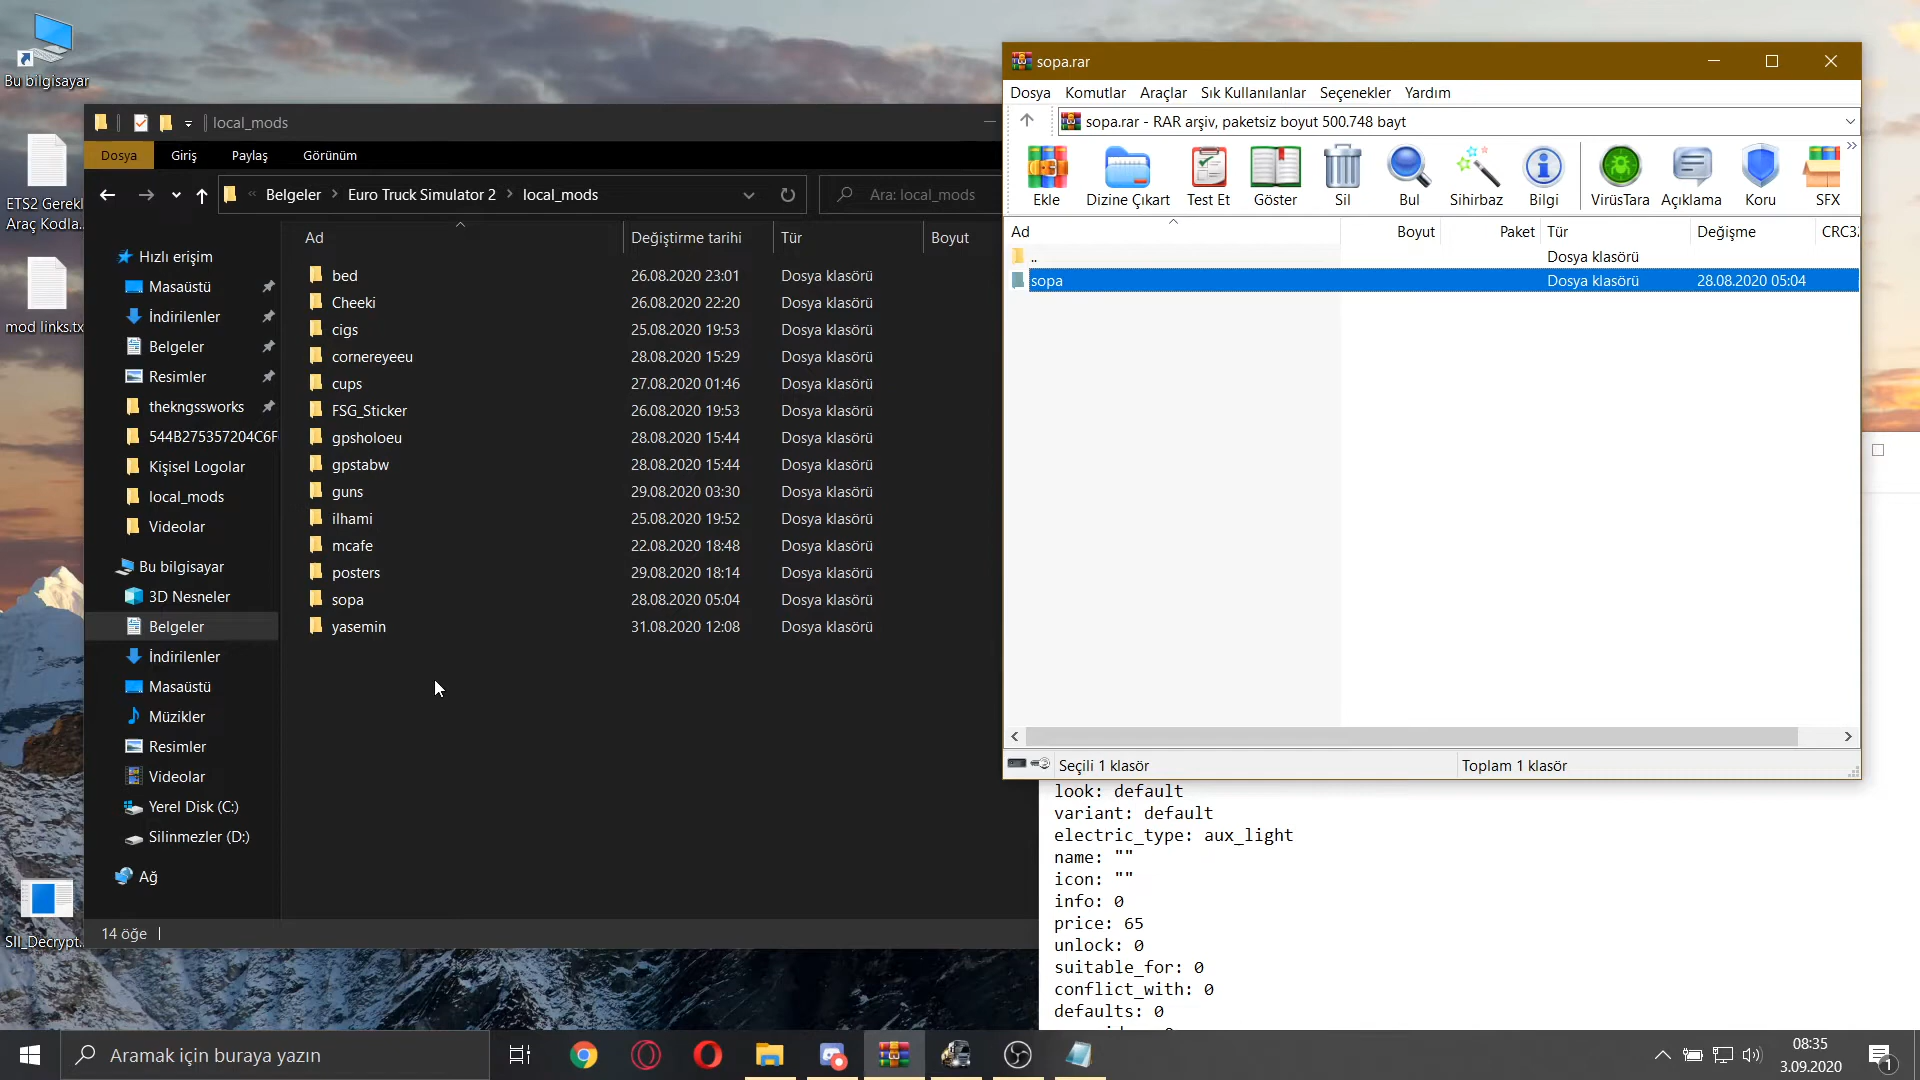 Bu bilgisayar
ETS2 Gerekl
Araç Kodla...
mod links.tx
SII_Decrypt...
local_mods
Dosya
Giriş
Paylaş
Görünüm
« Belgeler > Euro Truck Simulator 2 > local_mods
Ara: local_mods
Ad
Değiştirme tarihi
Tür
Boyut
Hızlı erişim
Masaüstü
İndirilenler
Belgeler
Resimler
thekngssworks
544B275357204C6F
Kişisel Logolar
local_mods
Videolar
Bu bilgisayar
3D Nesneler
Belgeler
İndirilenler
Masaüstü
Müzikler
Resimler
Videolar
Yerel Disk (C:)
Silinmezler (D:)
Ağ
bed 26.08.2020 23:01 Dosya klasörü
Cheeki 26.08.2020 22:20 Dosya klasörü
cigs 25.08.2020 19:53 Dosya klasörü
cornereyeeu 28.08.2020 15:29 Dosya klasörü
cups 27.08.2020 01:46 Dosya klasörü
FSG_Sticker 26.08.2020 19:53 Dosya klasörü
gpsholoeu 28.08.2020 15:44 Dosya klasörü
gpstabw 28.08.2020 15:44 Dosya klasörü
guns 29.08.2020 03:30 Dosya klasörü
ilhami 25.08.2020 19:52 Dosya klasörü
mcafe 22.08.2020 18:48 Dosya klasörü
posters 29.08.2020 18:14 Dosya klasörü
sopa 28.08.2020 05:04 Dosya klasörü
yasemin 31.08.2020 12:08 Dosya klasörü
14 öğe
sopa.rar
Dosya Komutlar Araçlar Sık Kullanılanlar Seçenekler Yardım
sopa.rar - RAR arşiv, paketsiz boyut 500.748 bayt
Ekle Dizine Çıkart Test Et Göster Sil Bul Sihirbaz Bilgi VirüsTara Açıklama Koru SFX
Ad Boyut Paket Tür Değişme CRC32
.. Dosya klasörü
sopa Dosya klasörü 28.08.2020 05:04
Seçili 1 klasör
Toplam 1 klasör
look: default
variant: default
electric_type: aux_light
name: ""
icon: ""
info: 0
price: 65
unlock: 0
suitable_for: 0
conflict_with: 0
defaults: 0
Aramak için buraya yazın
08:35
3.09.2020
1